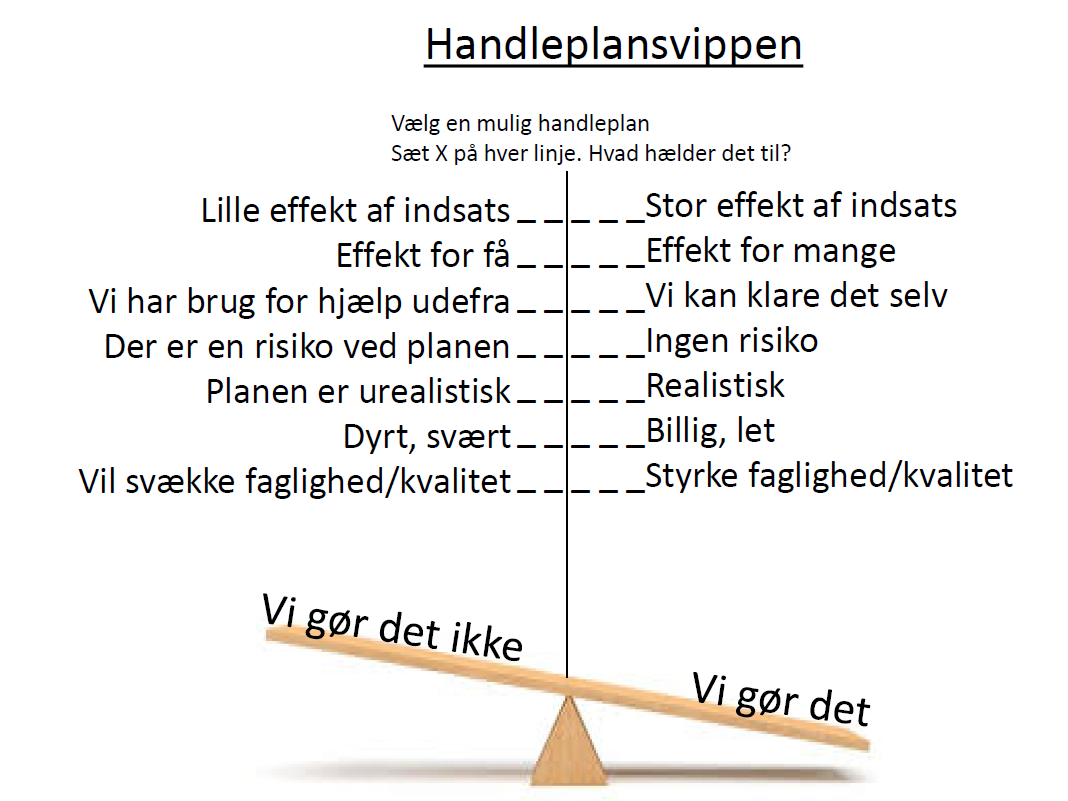 Handleplansvippen
Vælg en mulig handleplan
Sæt X på hver linje. Hvad hælder det til?
Lille effekt af indsats _ _ _ _ _ Stor effekt af indsats
Effekt for få _ _ _ _ _ Effekt for mange
Vi har brug for hjælp udefra _ _ _ _ _ Vi kan klare det selv
Der er en risiko ved planen _ _ _ _ _ Ingen risiko
Planen er urealistisk _ _ _ _ _ Realistisk
Dyrt, svært _ _ _ _ _ Billig, let
Vil svække faglighed/kvalitet _ _ _ _ _ Styrke faglighed/kvalitet
Vi gør det ikke
Vi gør det